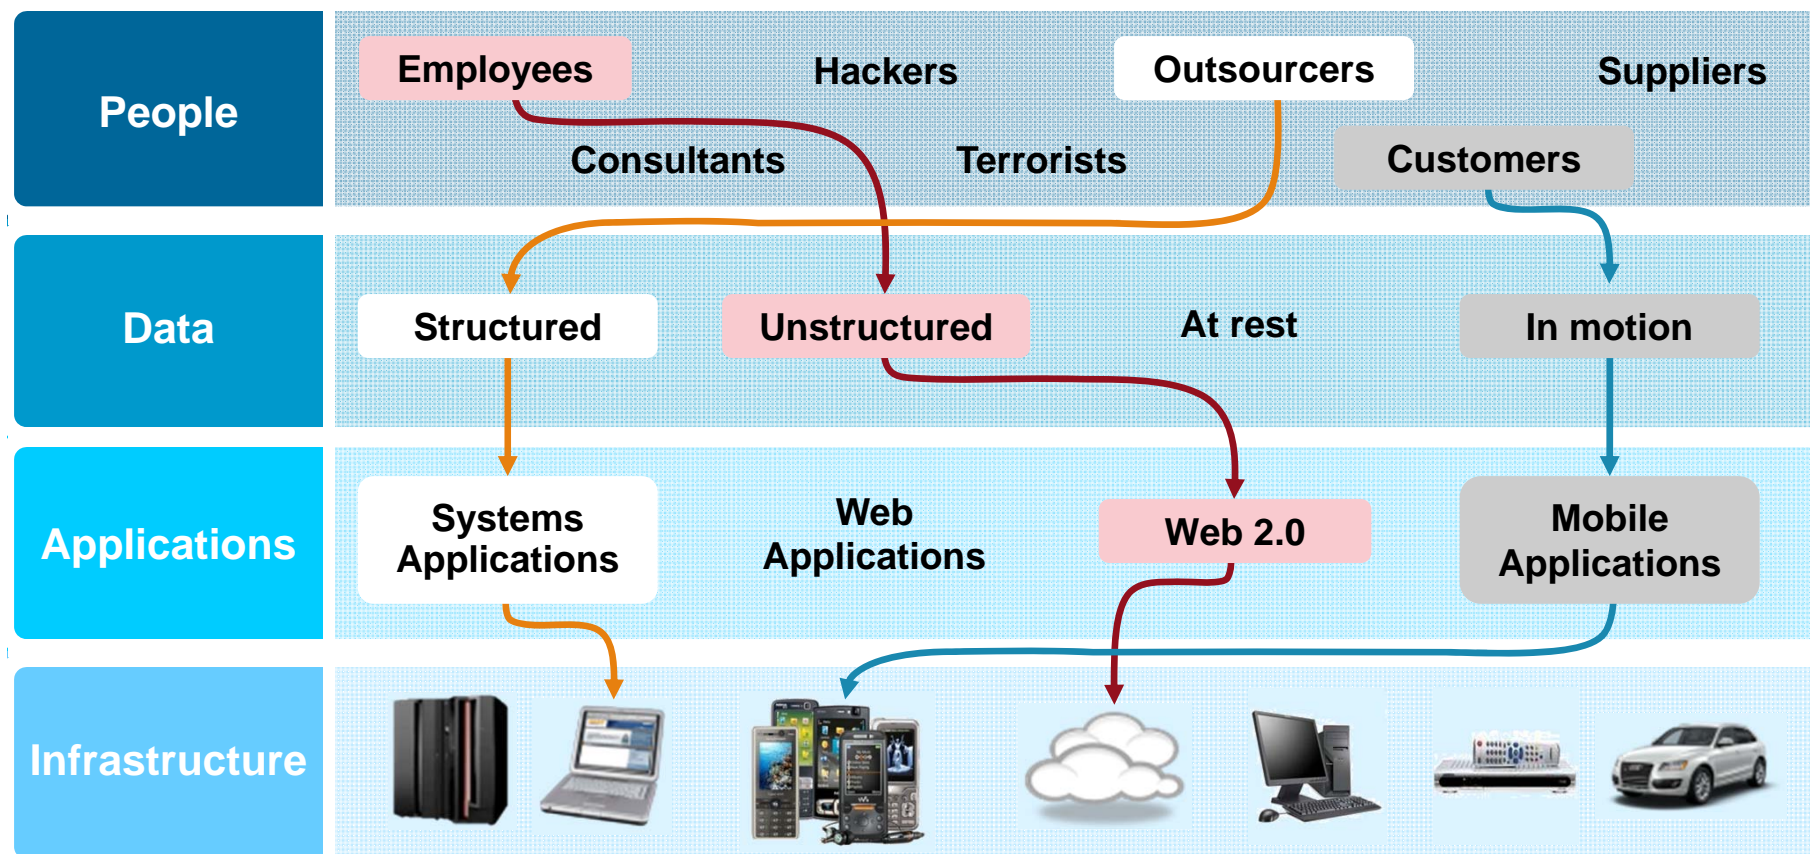 People
Employees
Hackers
Outsourcers
Suppliers
Consultants
Terrorists
Customers
Data
Structured
Unstructured
At rest
In motion
Applications
Systems
Applications
Web
Applications
Web 2.0
Mobile
Applications
Infrastructure